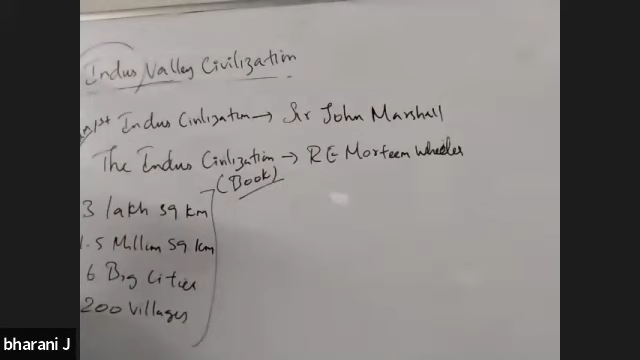 Indus Valley Civilization
1st Indus Civilization → Sir John Marshall
The Indus Civilization → R E Morteem Wheeler
(Book)
3 lakh sq km
1.5 Million sq km
6 Big Cities
200 Villages
bharani J